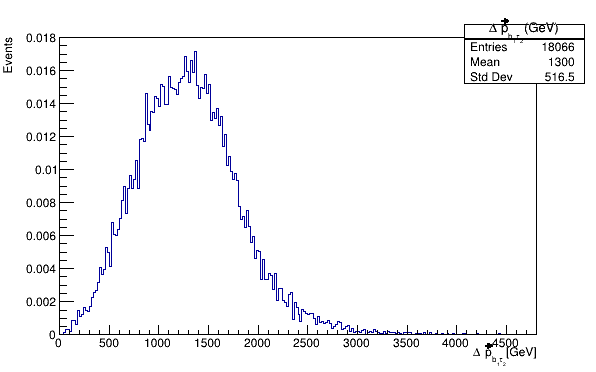 Δ p⃗_{b₁τ₂} (GeV)
Entries 18066
Mean 1300
Std Dev 516.5
Events
0.018
0.016
0.014
0.012
0.01
0.008
0.006
0.004
0.002
0
0 500 1000 1500 2000 2500 3000 3500 4000 4500
Δ p⃗_{b₁τ₂}[GeV]